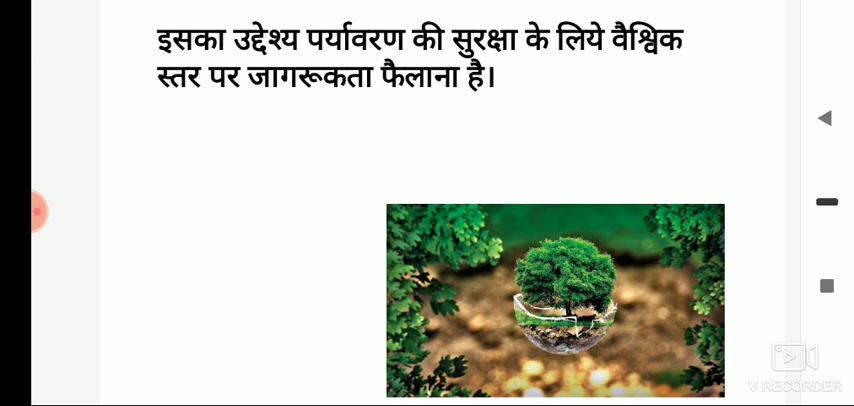 इसका उद्देश्य पर्यावरण की सुरक्षा के लिये वैश्विक
स्तर पर जागरूकता फैलाना है।
V RECORDER